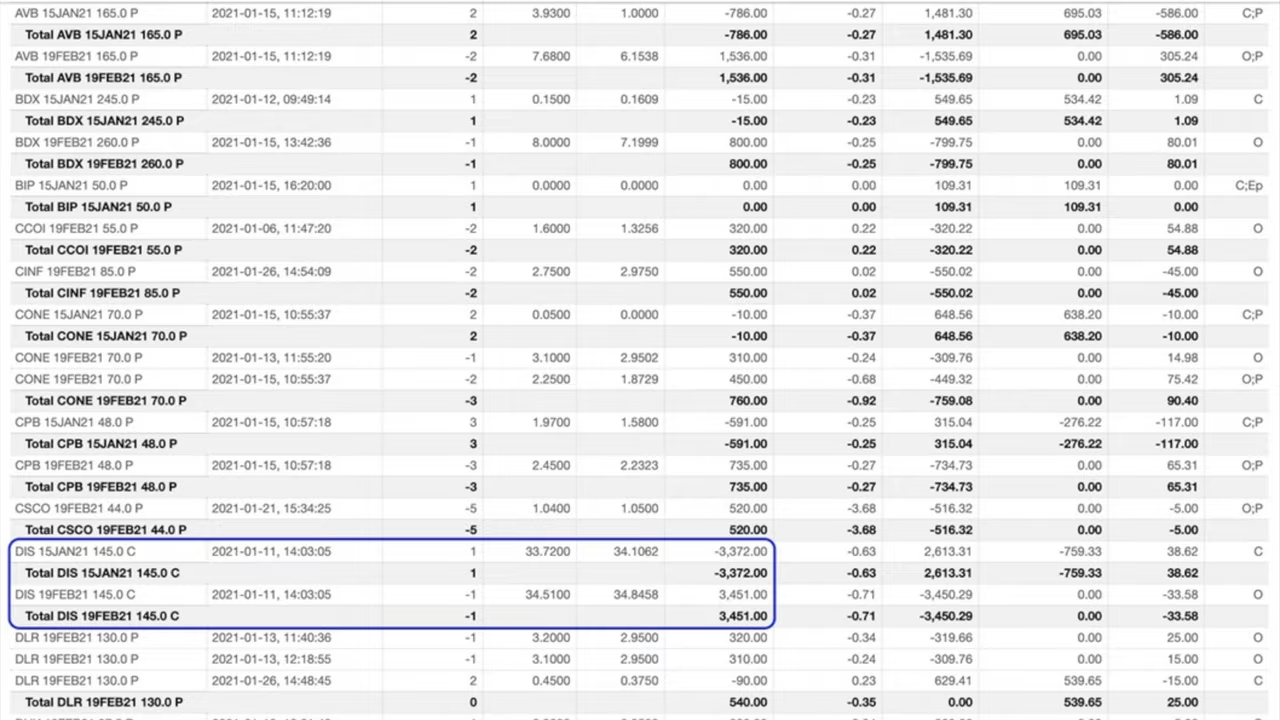 AVB 15JAN21 165.0 P 2021-01-15, 11:12:19 2 3.9300 1.0000 -786.00 -0.27 1,481.30 695.03 -586.00 C;P
Total AVB 15JAN21 165.0 P 2 -786.00 -0.27 1,481.30 695.03 -586.00
AVB 19FEB21 165.0 P 2021-01-15, 11:12:19 -2 7.6800 6.1538 1,536.00 -0.31 -1,535.69 0.00 305.24 O;P
Total AVB 19FEB21 165.0 P -2 1,536.00 -0.31 -1,535.69 0.00 305.24
BDX 15JAN21 245.0 P 2021-01-12, 09:49:14 1 0.1500 0.1609 -15.00 -0.23 549.65 534.42 1.09 C
Total BDX 15JAN21 245.0 P 1 -15.00 -0.23 549.65 534.42 1.09
BDX 19FEB21 260.0 P 2021-01-15, 13:42:36 -1 8.0000 7.1999 800.00 -0.25 -799.75 0.00 80.01 O
Total BDX 19FEB21 260.0 P -1 800.00 -0.25 -799.75 0.00 80.01
BIP 15JAN21 50.0 P 2021-01-15, 16:20:00 1 0.0000 0.0000 0.00 0.00 109.31 109.31 0.00 C;Ep
Total BIP 15JAN21 50.0 P 1 0.00 0.00 109.31 109.31 0.00
CCOI 19FEB21 55.0 P 2021-01-06, 11:47:20 -2 1.6000 1.3256 320.00 0.22 -320.22 0.00 54.88 O
Total CCOI 19FEB21 55.0 P -2 320.00 0.22 -320.22 0.00 54.88
CINF 19FEB21 85.0 P 2021-01-26, 14:54:09 -2 2.7500 2.9750 550.00 0.02 -550.02 0.00 -45.00 O
Total CINF 19FEB21 85.0 P -2 550.00 0.02 -550.02 0.00 -45.00
CONE 15JAN21 70.0 P 2021-01-15, 10:55:37 2 0.0500 0.0000 -10.00 -0.37 648.56 638.20 -10.00 C;P
Total CONE 15JAN21 70.0 P 2 -10.00 -0.37 648.56 638.20 -10.00
CONE 19FEB21 70.0 P 2021-01-13, 11:55:20 -1 3.1000 2.9502 310.00 -0.24 -309.76 0.00 14.98 O
CONE 19FEB21 70.0 P 2021-01-15, 10:55:37 -2 2.2500 1.8729 450.00 -0.68 -449.32 0.00 75.42 O;P
Total CONE 19FEB21 70.0 P -3 760.00 -0.92 -759.08 0.00 90.40
CPB 15JAN21 48.0 P 2021-01-15, 10:57:18 3 1.9700 1.5800 -591.00 -0.25 315.04 -276.22 -117.00 C;P
Total CPB 15JAN21 48.0 P 3 -591.00 -0.25 315.04 -276.22 -117.00
CPB 19FEB21 48.0 P 2021-01-15, 10:57:18 -3 2.4500 2.2323 735.00 -0.27 -734.73 0.00 65.31 O;P
Total CPB 19FEB21 48.0 P -3 735.00 -0.27 -734.73 0.00 65.31
CSCO 19FEB21 44.0 P 2021-01-21, 15:34:25 -5 1.0400 1.0500 520.00 -3.68 -516.32 0.00 -5.00 O;P
Total CSCO 19FEB21 44.0 P -5 520.00 -3.68 -516.32 0.00 -5.00
DIS 15JAN21 145.0 C 2021-01-11, 14:03:05 1 33.7200 34.1062 -3,372.00 -0.63 2,613.31 -759.33 38.62 C
Total DIS 15JAN21 145.0 C 1 -3,372.00 -0.63 2,613.31 -759.33 38.62
DIS 19FEB21 145.0 C 2021-01-11, 14:03:05 -1 34.5100 34.8458 3,451.00 -0.71 -3,450.29 0.00 -33.58 O
Total DIS 19FEB21 145.0 C -1 3,451.00 -0.71 -3,450.29 0.00 -33.58
DLR 19FEB21 130.0 P 2021-01-13, 11:40:36 -1 3.2000 2.9500 320.00 -0.34 -319.66 0.00 25.00 O
DLR 19FEB21 130.0 P 2021-01-13, 12:18:55 -1 3.1000 2.9500 310.00 -0.24 -309.76 0.00 15.00 O
DLR 19FEB21 130.0 P 2021-01-26, 14:48:45 2 0.4500 0.3750 -90.00 0.23 629.41 539.65 -15.00 C
Total DLR 19FEB21 130.0 P 0 540.00 -0.35 0.00 539.65 25.00